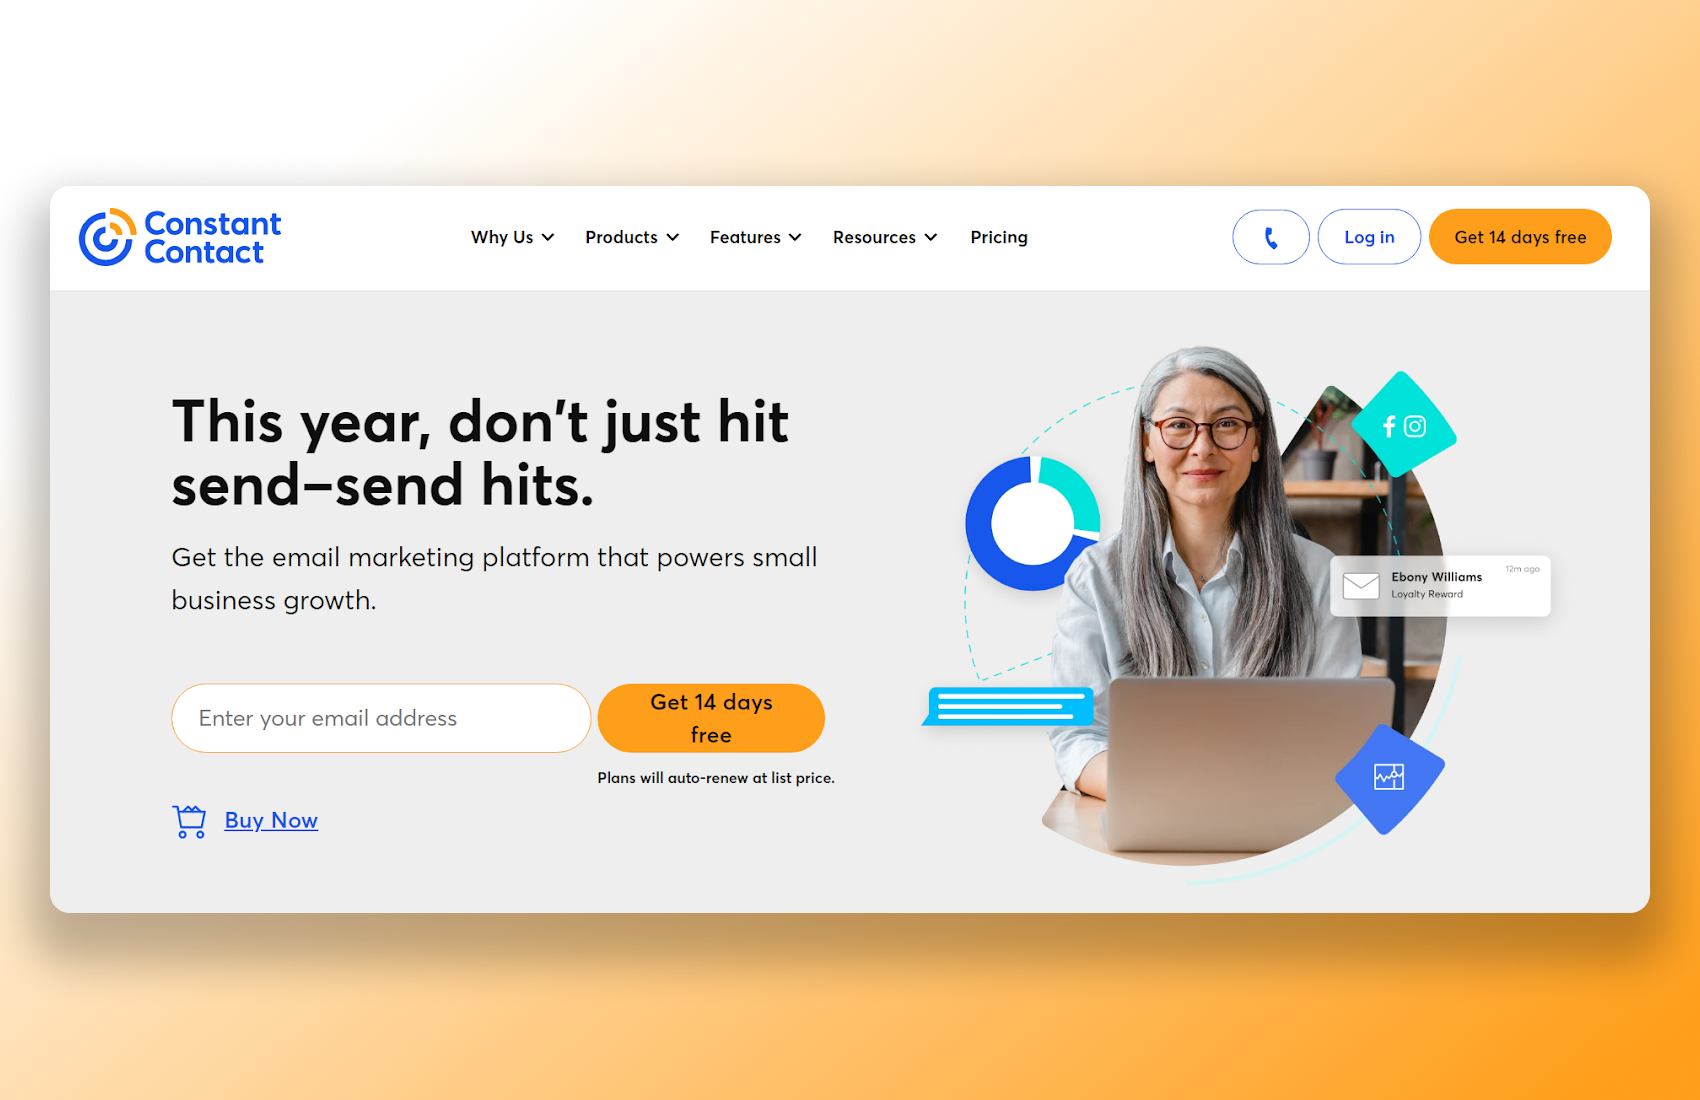 Constant
Contact
Why Us
Products
Features
Resources
Pricing
Log in
Get 14 days free
This year, don't just hit
send–send hits.
Get the email marketing platform that powers small
business growth.
Enter your email address
Get 14 days
free
Plans will auto-renew at list price.
Buy Now
12m ago
Ebony Williams
Loyalty Reward